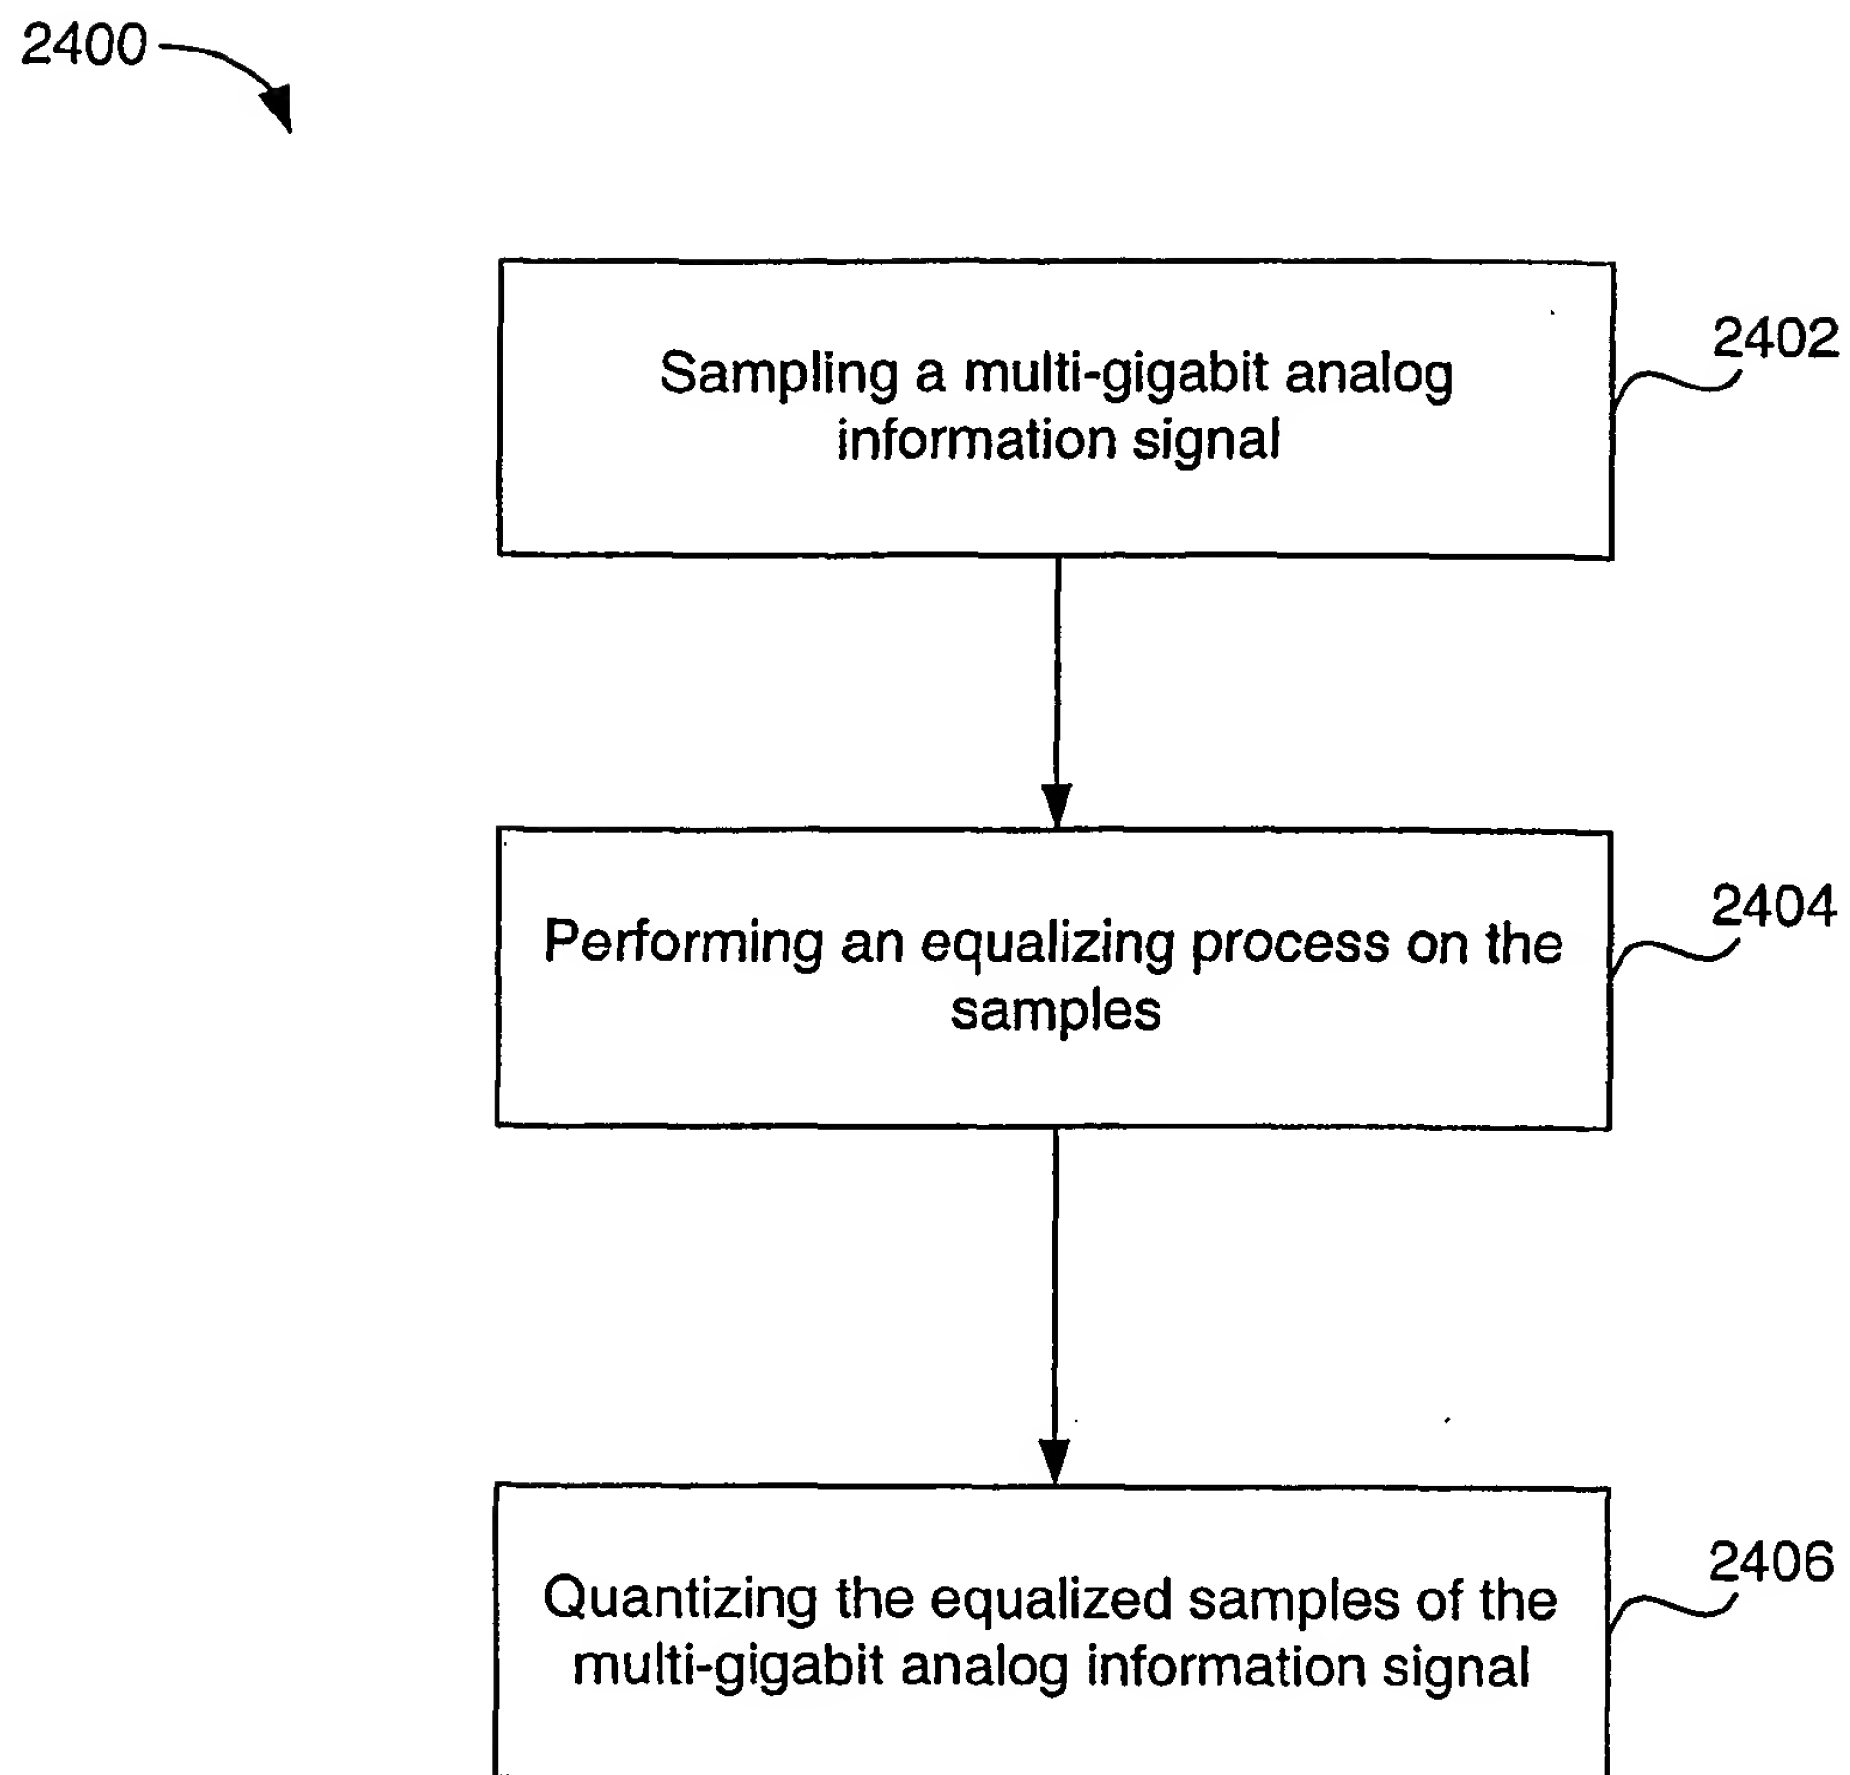 2400
Sampling a multi-gigabit analog
information signal
2402
Performing an equalizing process on the
samples
2404
Quantizing the equalized samples of the
multi-gigabit analog information signal
2406